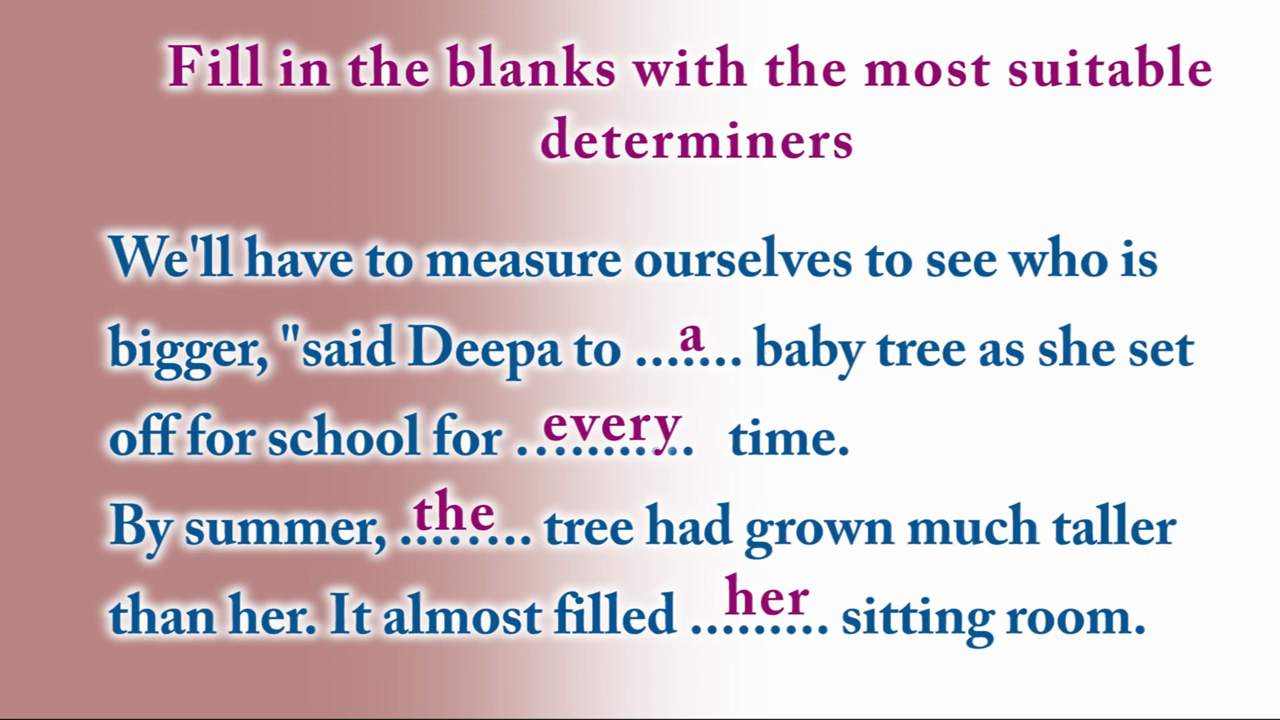 Fill in the blanks with the most suitable
determiners
We'll have to measure ourselves to see who is
bigger, "said Deepa to ...a.... baby tree as she set
off for school for ...every... time.
By summer, ...the... tree had grown much taller
than her. It almost filled ...her... sitting room.